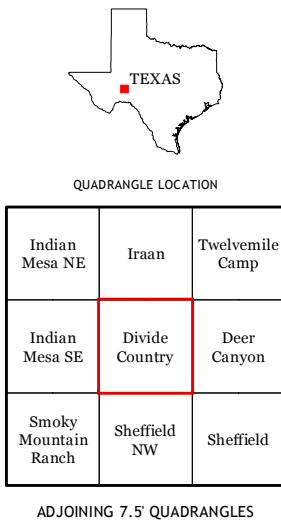 TEXAS
QUADRANGLE LOCATION
Indian
Mesa NE
Iraan
Twelvemile
Camp
Indian
Mesa SE
Divide
Country
Deer
Canyon
Smoky
Mountain
Ranch
Sheffield
NW
Sheffield
ADJOINING 7.5' QUADRANGLES